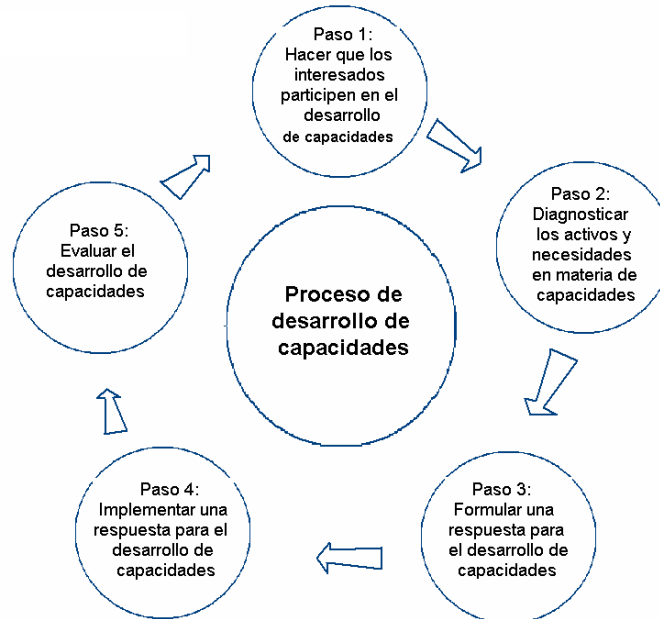 Paso 1:
Hacer que los
interesados
participen en el
desarrollo
de capacidades
Paso 2:
Diagnosticar
los activos y
necesidades
en materia de
capacidades
Paso 3:
Formular una
respuesta para
el desarrollo de
capacidades
Paso 4:
Implementar una
respuesta para el
desarrollo de
capacidades
Paso 5:
Evaluar el
desarrollo de
capacidades
Proceso de
desarrollo de
capacidades